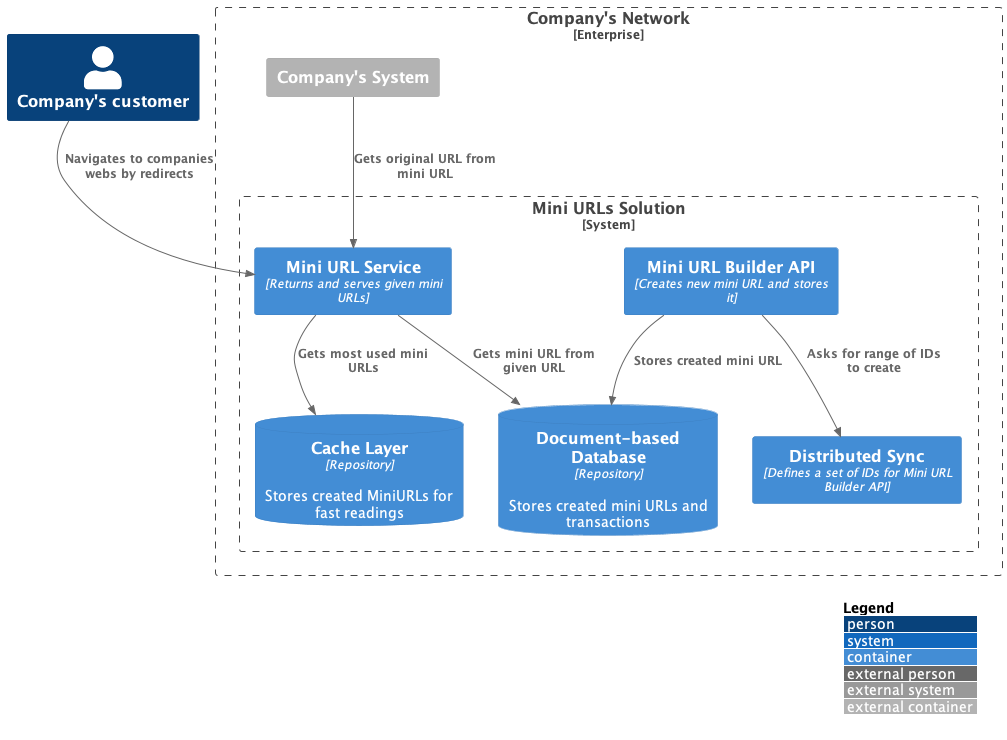 Company's Network
[Enterprise]
Company's customer
Company's System
Navigates to companies
webs by redirects
Gets original URL from
mini URL
Mini URLs Solution
[System]
Mini URL Service
[Returns and serves given mini
URLs]
Mini URL Builder API
[Creates new mini URL and stores
it]
Gets most used mini
URLs
Gets mini URL from
given URL
Stores created mini URL
Asks for range of IDs
to create
Cache Layer
[Repository]
Stores created MiniURLs for
fast readings
Document-based
Database
[Repository]
Stores created mini URLs and
transactions
Distributed Sync
[Defines a set of IDs for Mini URL
Builder API]
Legend
person
system
container
external person
external system
external container